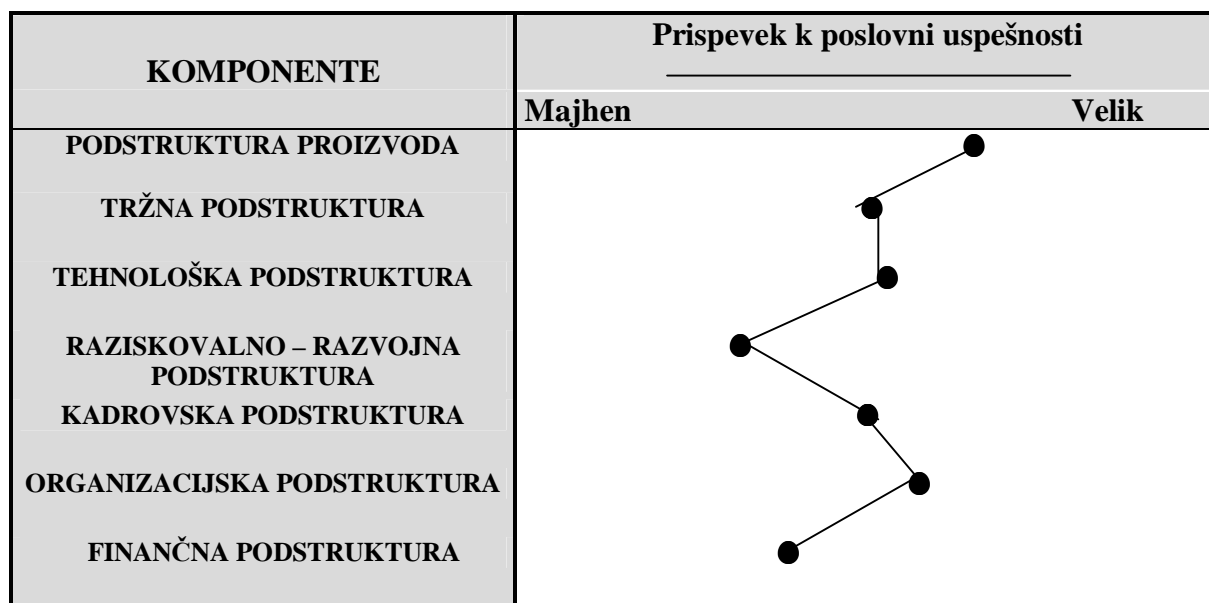 KOMPONENTE
Prispevek k poslovni uspešnosti
Majhen Velik
PODSTRUKTURA PROIZVODA
TRŽNA PODSTRUKTURA
TEHNOLOŠKA PODSTRUKTURA
RAZISKOVALNO – RAZVOJNA
PODSTRUKTURA
KADROVSKA PODSTRUKTURA
ORGANIZACIJSKA PODSTRUKTURA
FINANČNA PODSTRUKTURA